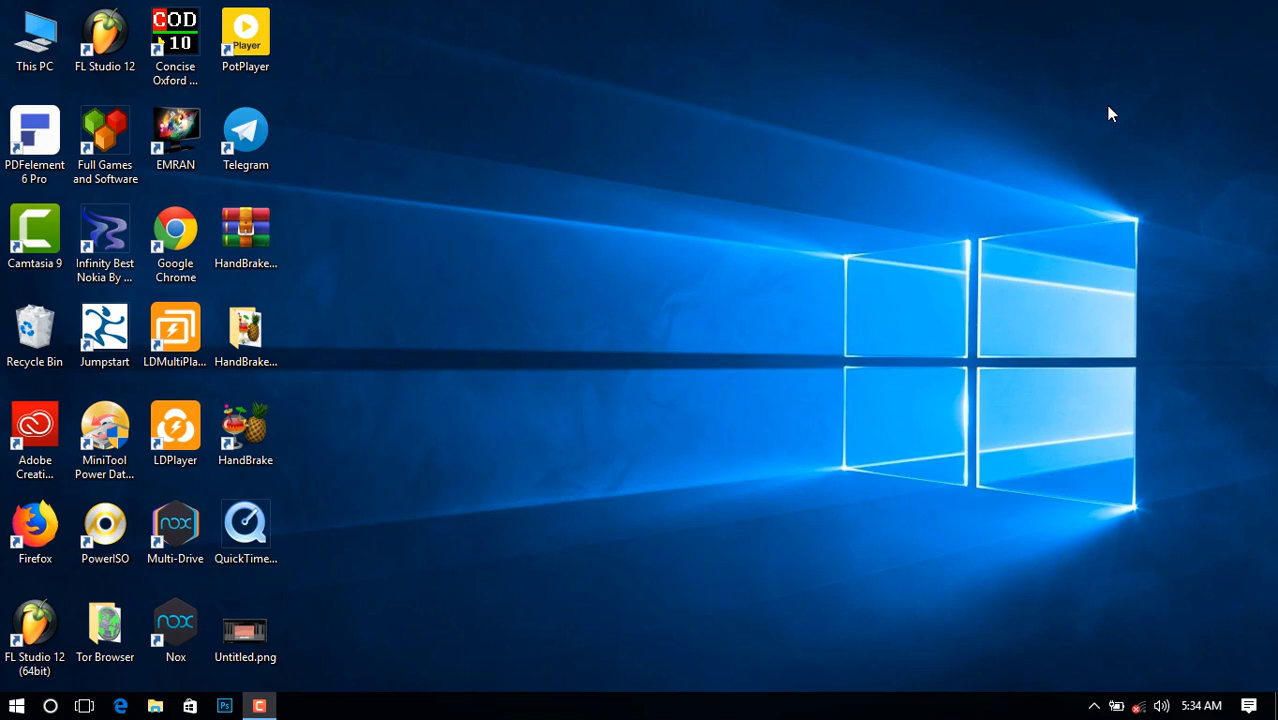 This PC
FL Studio 12
COD
10
Concise
Oxford ...
Player
PotPlayer
PDFelement
6 Pro
Full Games
and Software
EMRAN
Telegram
Camtasia 9
Infinity Best
Nokia By ...
Google
Chrome
HandBrake...
Recycle Bin
Jumpstart
LDMultiPla...
HandBrake...
Adobe
Creati...
MiniTool
Power Dat...
LDPlayer
HandBrake
Firefox
PowerISO
nox
Multi-Drive
QuickTime...
FL Studio 12
(64bit)
Tor Browser
nox
Nox
Untitled.png
Ps
5:34 AM